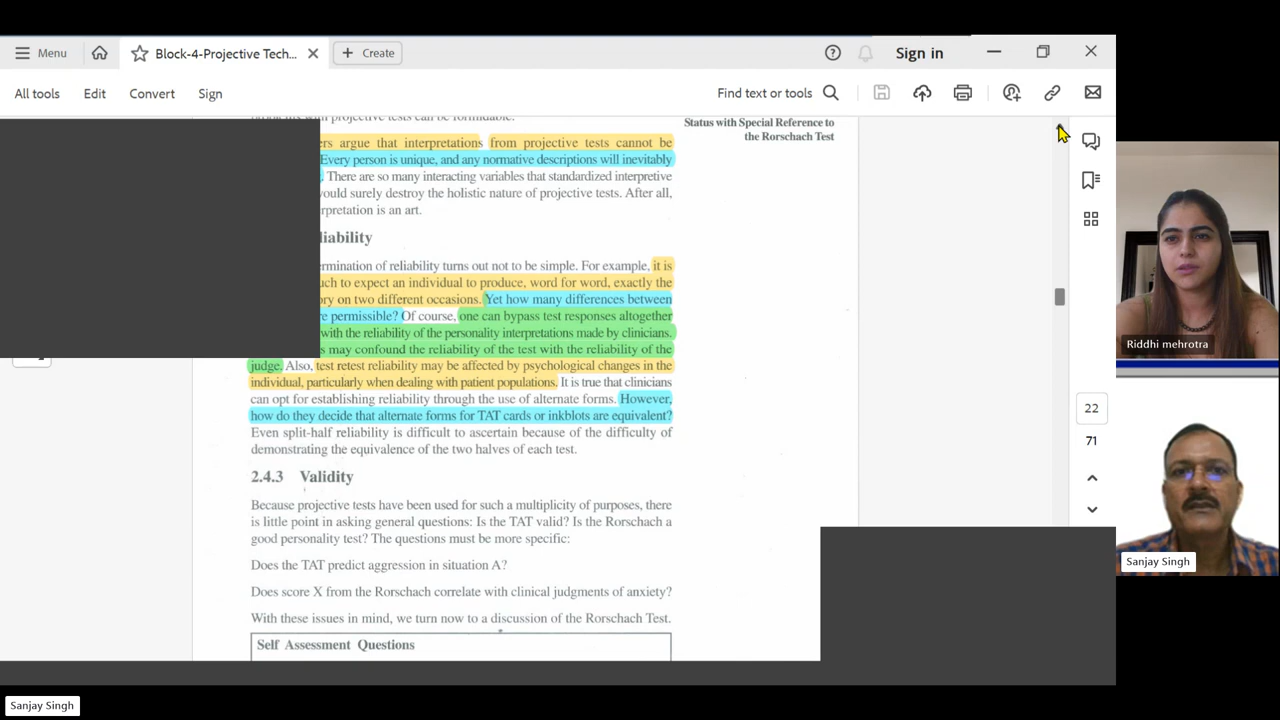 Menu
Block-4-Projective Tech...
Create
Sign in
All tools Edit Convert Sign
Find text or tools
problems with projective tests can be formidable.
Status with Special Reference to
the Rorschach Test
ers argue that interpretations from projective tests cannot be
Every person is unique, and any normative descriptions will inevitably
There are so many interacting variables that standardized interpretive
would surely destroy the holistic nature of projective tests. After all,
rpretation is an art.
liability
ermination of reliability turns out not to be simple. For example, it is
uch to expect an individual to produce, word for word, exactly the
ory on two different occasions. Yet how many differences between
re permissible? Of course, one can bypass test responses altogether
with the reliability of the personality interpretations made by clinicians.
s may confound the reliability of the test with the reliability of the
judge. Also, test retest reliability may be affected by psychological changes in the
individual, particularly when dealing with patient populations. It is true that clinicians
can opt for establishing reliability through the use of alternate forms. However,
how do they decide that alternate forms for TAT cards or inkblots are equivalent?
Even split-half reliability is difficult to ascertain because of the difficulty of
demonstrating the equivalence of the two halves of each test.
2.4.3 Validity
Because projective tests have been used for such a multiplicity of purposes, there
is little point in asking general questions: Is the TAT valid? Is the Rorschach a
good personality test? The questions must be more specific:
Does the TAT predict aggression in situation A?
Does score X from the Rorschach correlate with clinical judgments of anxiety?
With these issues in mind, we turn now to a discussion of the Rorschach Test.
Self Assessment Questions
22
71
Riddhi mehrotra
Sanjay Singh
Sanjay Singh